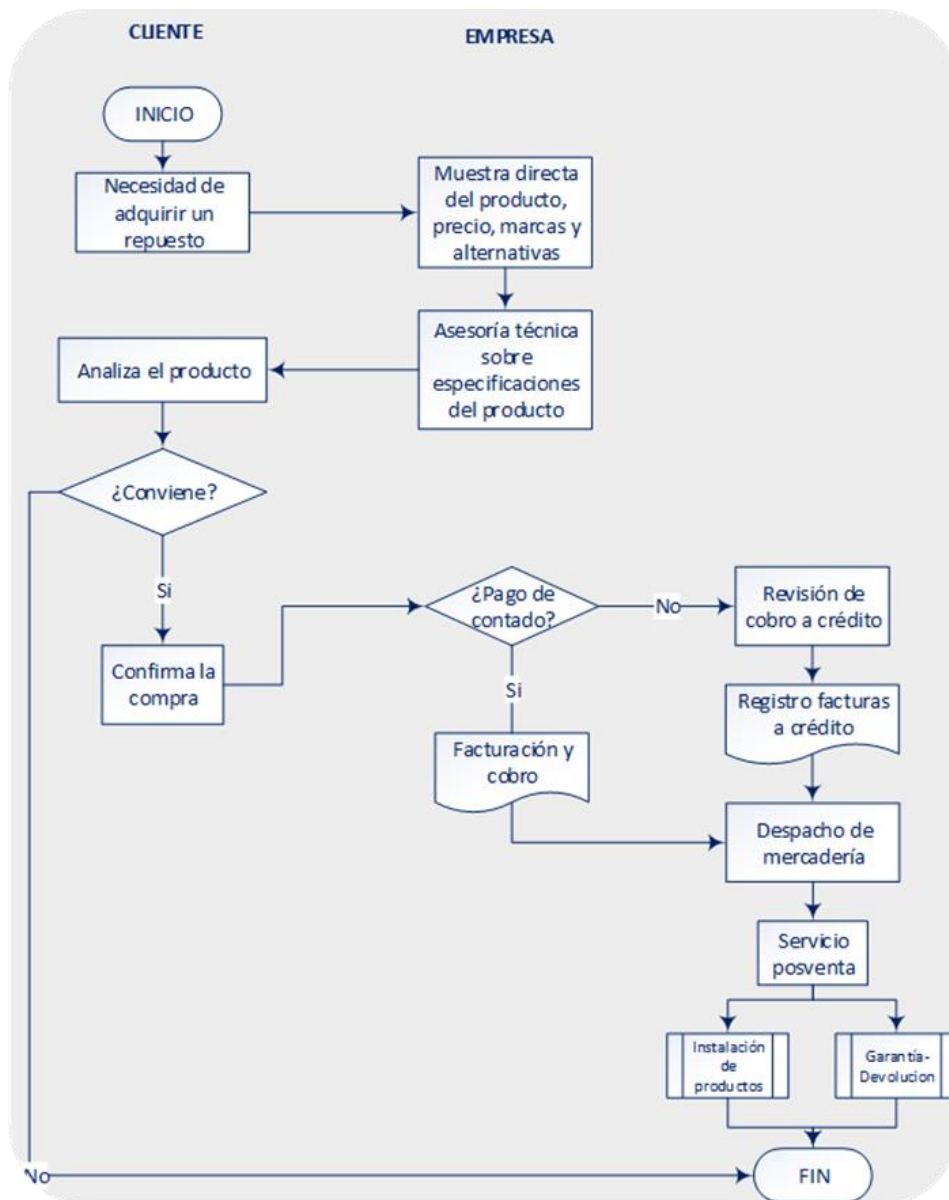 CLIENTE
EMPRESA
INICIO
Necesidad de
adquirir un
repuesto
Muestra directa
del producto,
precio, marcas y
alternativas
Asesoría técnica
sobre
especificaciones
del producto
Analiza el producto
¿Conviene?
Si
Confirma la
compra
¿Pago de
contado?
No
Revisión de
cobro a crédito
Si
Registro facturas
a crédito
Facturación y
cobro
Despacho de
mercadería
Servicio
posventa
Instalación
de
productos
Garantía-
Devolucion
No
FIN